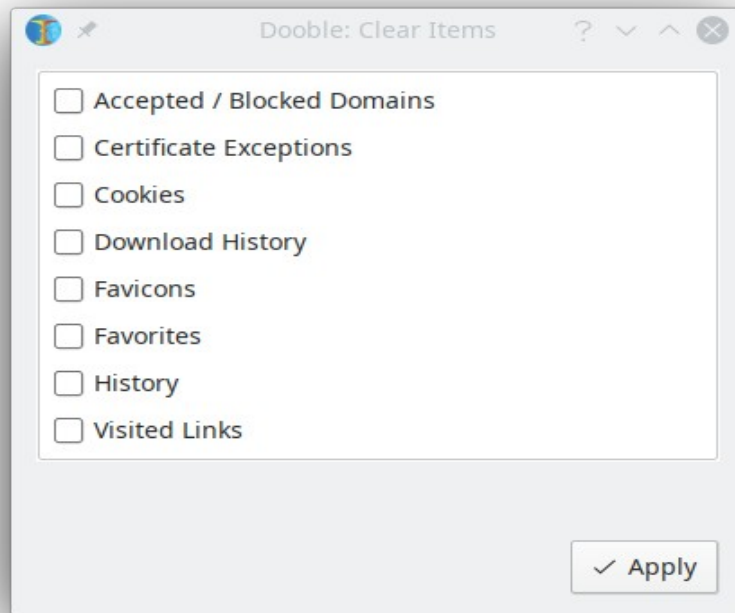 Dooble: Clear Items
Accepted / Blocked Domains
Certificate Exceptions
Cookies
Download History
Favicons
Favorites
History
Visited Links
Apply